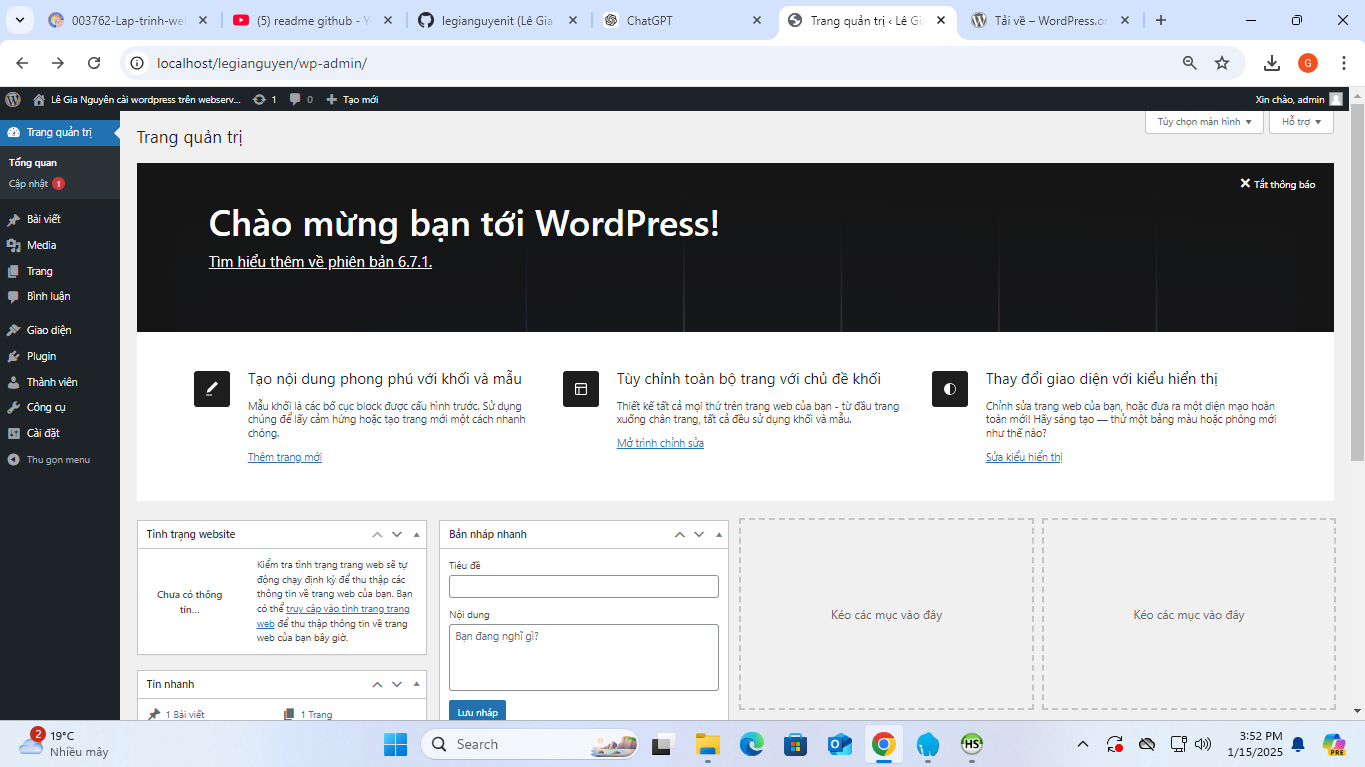 003762-Lap-trinh-we
(5) readme github - Y
legianguyenit (Lê Gia
ChatGPT
Trang quản trị ‹ Lê Gi
Tải về – WordPress.or
localhost/legianguyen/wp-admin/
G
Lê Gia Nguyên cài wordpress trên webserv...
1
0
Tạo mới
Xin chào, admin
Trang quản trị
Tổng quan
Cập nhật 1
Bài viết
Media
Trang
Bình luận
Giao diện
Plugin
Thành viên
Công cụ
Cài đặt
Thu gọn menu
Trang quản trị
Tùy chọn màn hình
Hỗ trợ
Tắt thông báo
Chào mừng bạn tới WordPress!
Tìm hiểu thêm về phiên bản 6.7.1.
Tạo nội dung phong phú với khối và mẫu
Mẫu khối là các bố cục block được cấu hình trước. Sử dụng
chúng để lấy cảm hứng hoặc tạo trang mới một cách nhanh
chóng.
Thêm trang mới
Tùy chỉnh toàn bộ trang với chủ đề khối
Thiết kế tất cả mọi thứ trên trang web của bạn - từ đầu trang
xuống chân trang, tất cả đều sử dụng khối và mẫu.
Mở trình chỉnh sửa
Thay đổi giao diện với kiểu hiển thị
Chỉnh sửa trang web của bạn, hoặc đưa ra một diện mạo hoàn
toàn mới! Hãy sáng tạo — thử một bảng màu hoặc phông mới
như thế nào?
Sửa kiểu hiển thị
Tình trạng website
Chưa có thông
tin...
Kiểm tra tình trạng trang web sẽ tự
động chạy định kỳ để thu thập các
thông tin về trang web của bạn. Bạn
có thể truy cập vào tình trạng trang
web để thu thập thông tin về trang
web của bạn bây giờ.
Tin nhanh
1 Bài viết
1 Trang
Bản nháp nhanh
Tiêu đề
Nội dung
Bạn đang nghĩ gì?
Lưu nháp
Kéo các mục vào đây
Kéo các mục vào đây
2
19°C
Nhiều mây
Search
HS
PRE
3:52 PM
1/15/2025